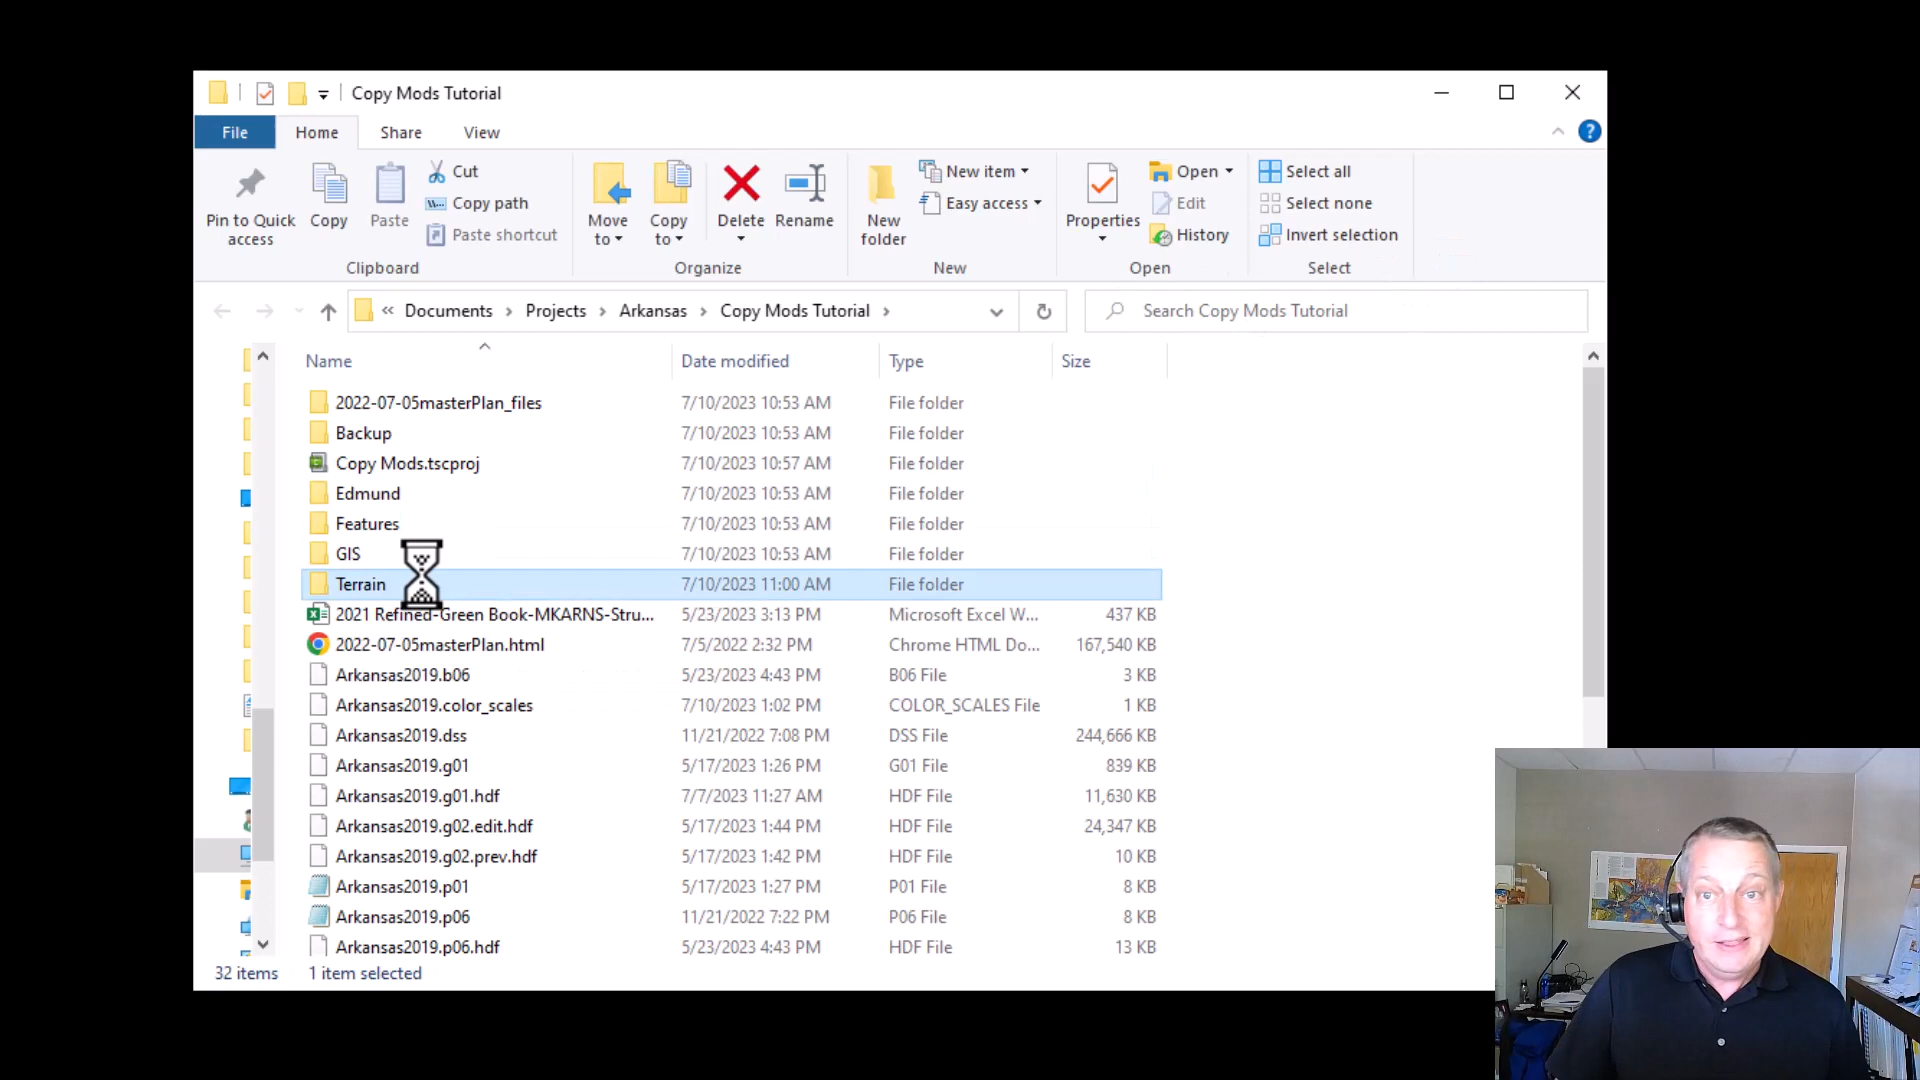 Copy Mods Tutorial
File Home Share View
Pin to Quick access
Copy
Paste
Cut
Copy path
Paste shortcut
Clipboard
Move to
Copy to
Delete
Rename
Organize
New folder
New item
Easy access
New
Properties
Open
Edit
History
Open
Select all
Select none
Invert selection
Select
« Documents › Projects › Arkansas › Copy Mods Tutorial ›
Search Copy Mods Tutorial
Name Date modified Type Size
2022-07-05masterPlan_files 7/10/2023 10:53 AM File folder
Backup 7/10/2023 10:53 AM File folder
Copy Mods.tscproj 7/10/2023 10:57 AM File folder
Edmund 7/10/2023 10:53 AM File folder
Features 7/10/2023 10:53 AM File folder
GIS 7/10/2023 10:53 AM File folder
Terrain 7/10/2023 11:00 AM File folder
2021 Refined-Green Book-MKARNS-Stru... 5/23/2023 3:13 PM Microsoft Excel W... 437 KB
2022-07-05masterPlan.html 7/5/2022 2:32 PM Chrome HTML Do... 167,540 KB
Arkansas2019.b06 5/23/2023 4:43 PM B06 File 3 KB
Arkansas2019.color_scales 7/10/2023 1:02 PM COLOR_SCALES File 1 KB
Arkansas2019.dss 11/21/2022 7:08 PM DSS File 244,666 KB
Arkansas2019.g01 5/17/2023 1:26 PM G01 File 839 KB
Arkansas2019.g01.hdf 7/7/2023 11:27 AM HDF File 11,630 KB
Arkansas2019.g02.edit.hdf 5/17/2023 1:44 PM HDF File 24,347 KB
Arkansas2019.g02.prev.hdf 5/17/2023 1:42 PM HDF File 10 KB
Arkansas2019.p01 5/17/2023 1:27 PM P01 File 8 KB
Arkansas2019.p06 11/21/2022 7:22 PM P06 File 8 KB
Arkansas2019.p06.hdf 5/23/2023 4:43 PM HDF File 13 KB
32 items 1 item selected